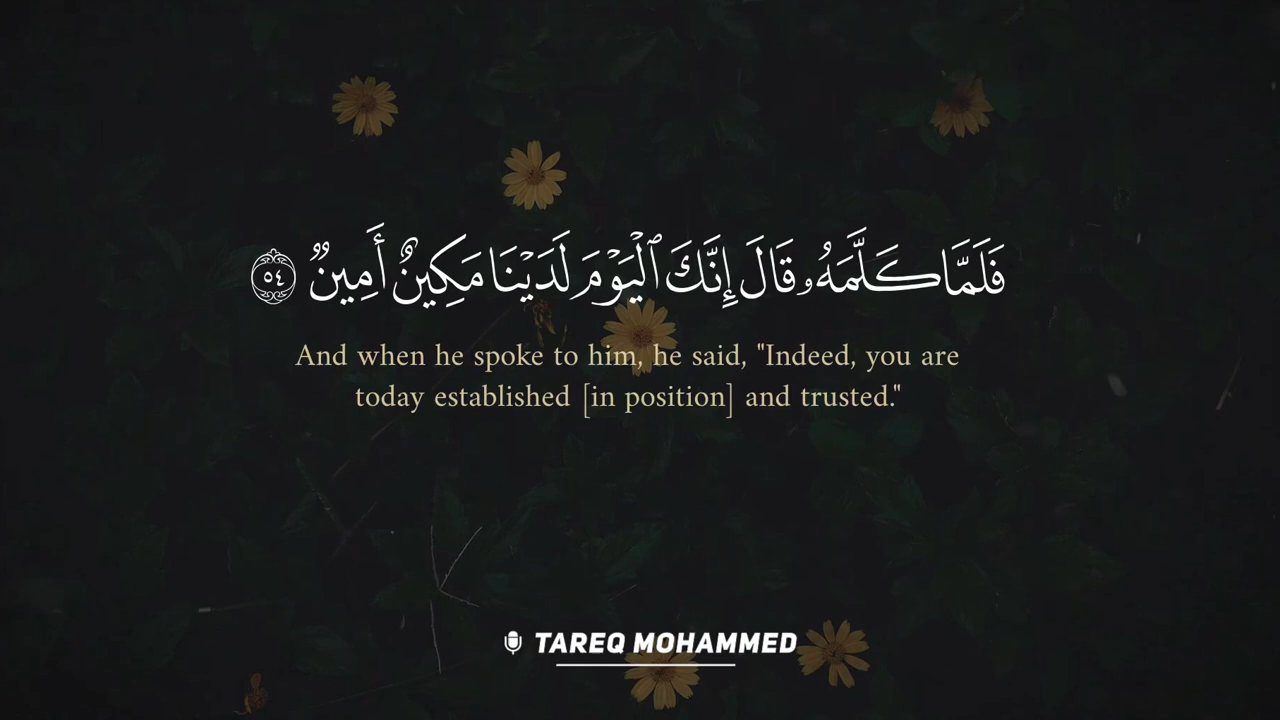 فَلَمَّا كَلَّمَهُۥ قَالَ إِنَّكَ ٱلْيَوْمَ لَدَيْنَا مَكِينٌ أَمِينٌ ٥٤
And when he spoke to him, he said, "Indeed, you are
today established [in position] and trusted."
TAREQ MOHAMMED